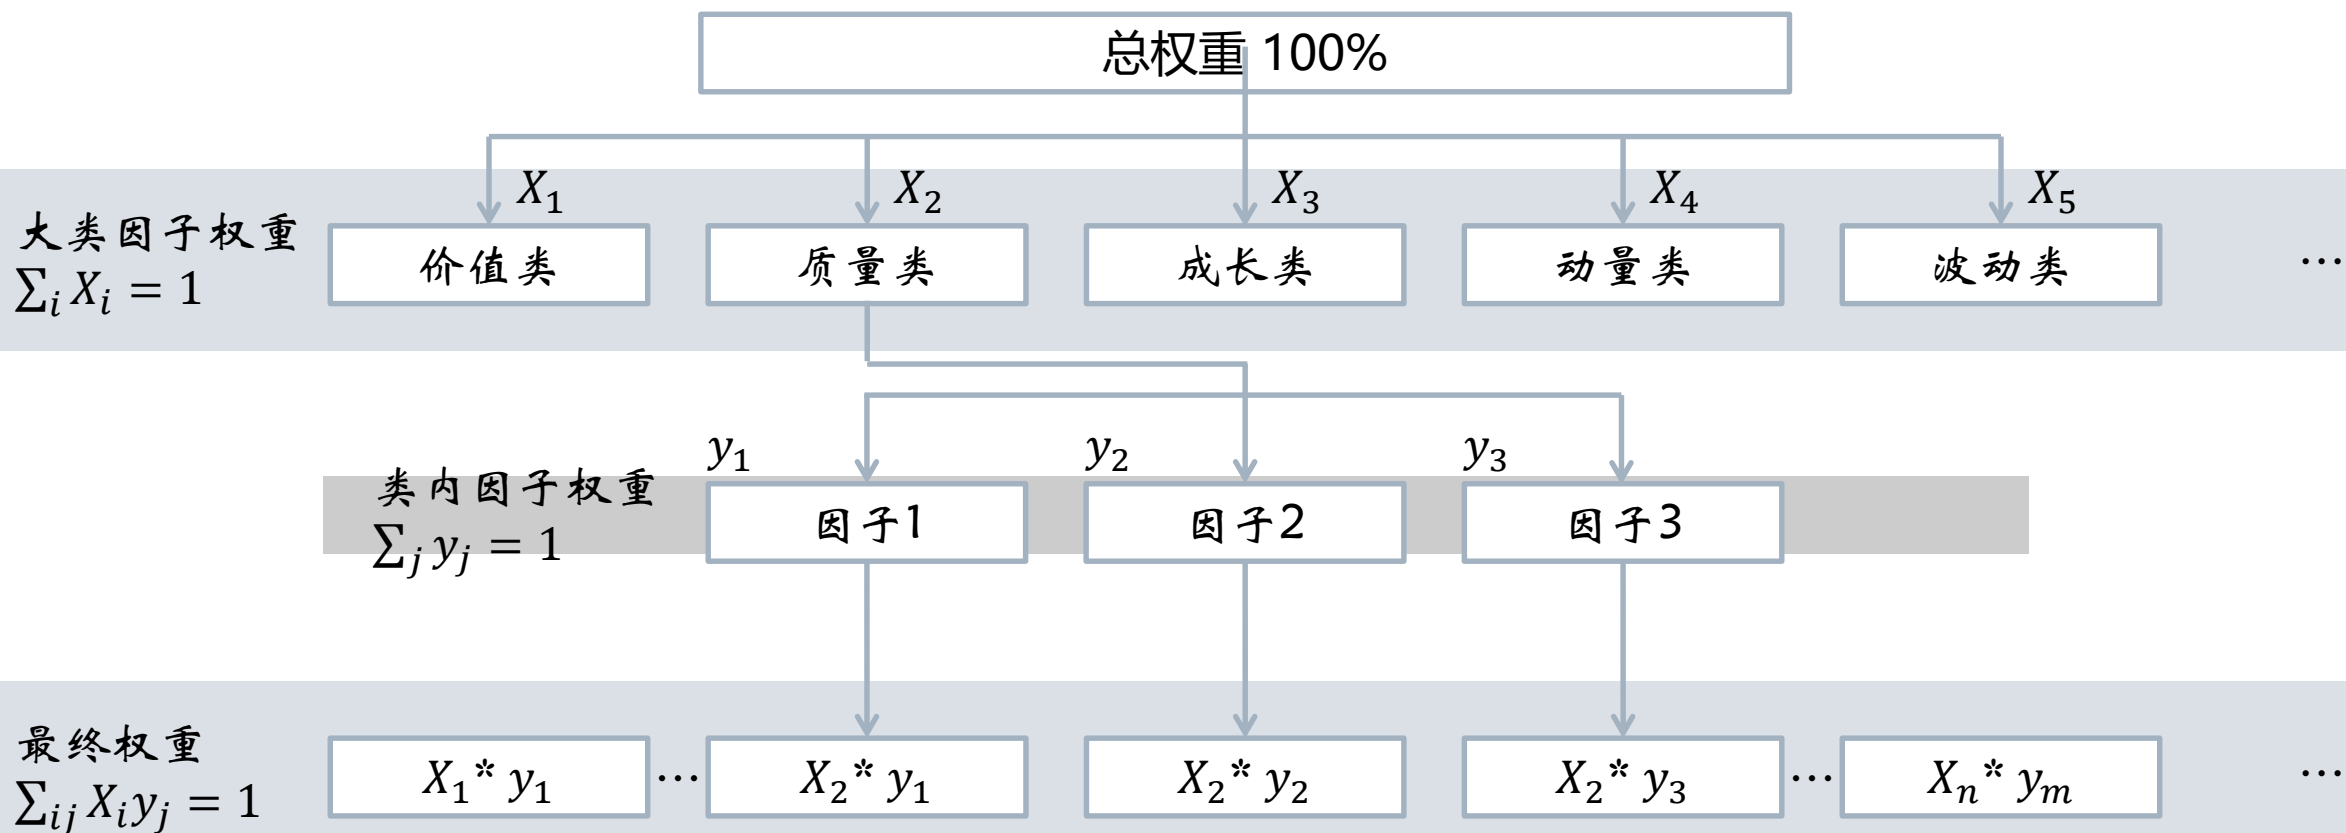 总权重 100%
X₁
X₂
X₃
X₄
X₅
大类因子权重
∑ᵢ Xᵢ = 1
价值类
质量类
成长类
动量类
波动类
…
y₁
y₂
y₃
类内因子权重
∑ⱼ yⱼ = 1
因子1
因子2
因子3
最终权重
∑ᵢⱼ Xᵢyⱼ = 1
X₁* y₁
…
X₂* y₁
X₂* y₂
X₂* y₃
…
Xₙ* yₘ
…